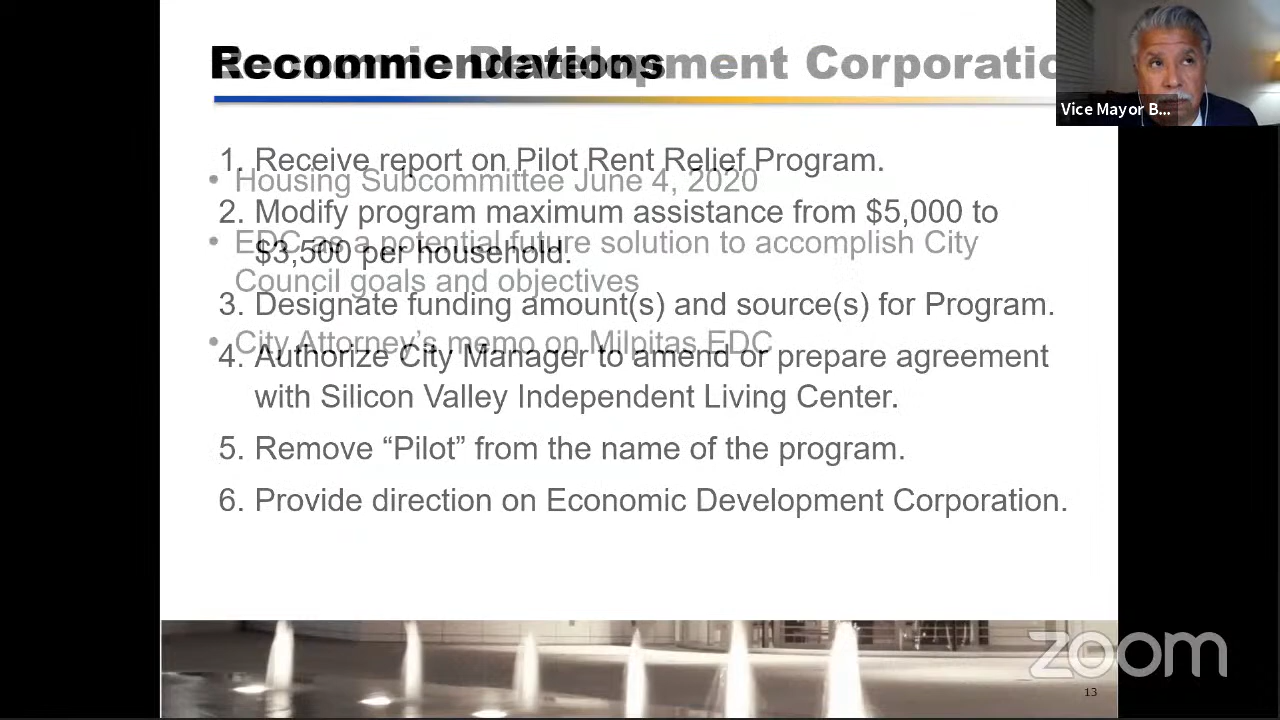 Recommendations
Economic Development Corporatio
Vice Mayor B...
1. Receive report on Pilot Rent Relief Program.
• Housing Subcommittee June 4, 2020
2. Modify program maximum assistance from $5,000 to
$3,500 per household.
• EDC as a potential future solution to accomplish City
Council goals and objectives
3. Designate funding amount(s) and source(s) for Program.
• City Attorney's memo on Milpitas EDC
4. Authorize City Manager to amend or prepare agreement
with Silicon Valley Independent Living Center.
5. Remove “Pilot” from the name of the program.
6. Provide direction on Economic Development Corporation.
zoom
13